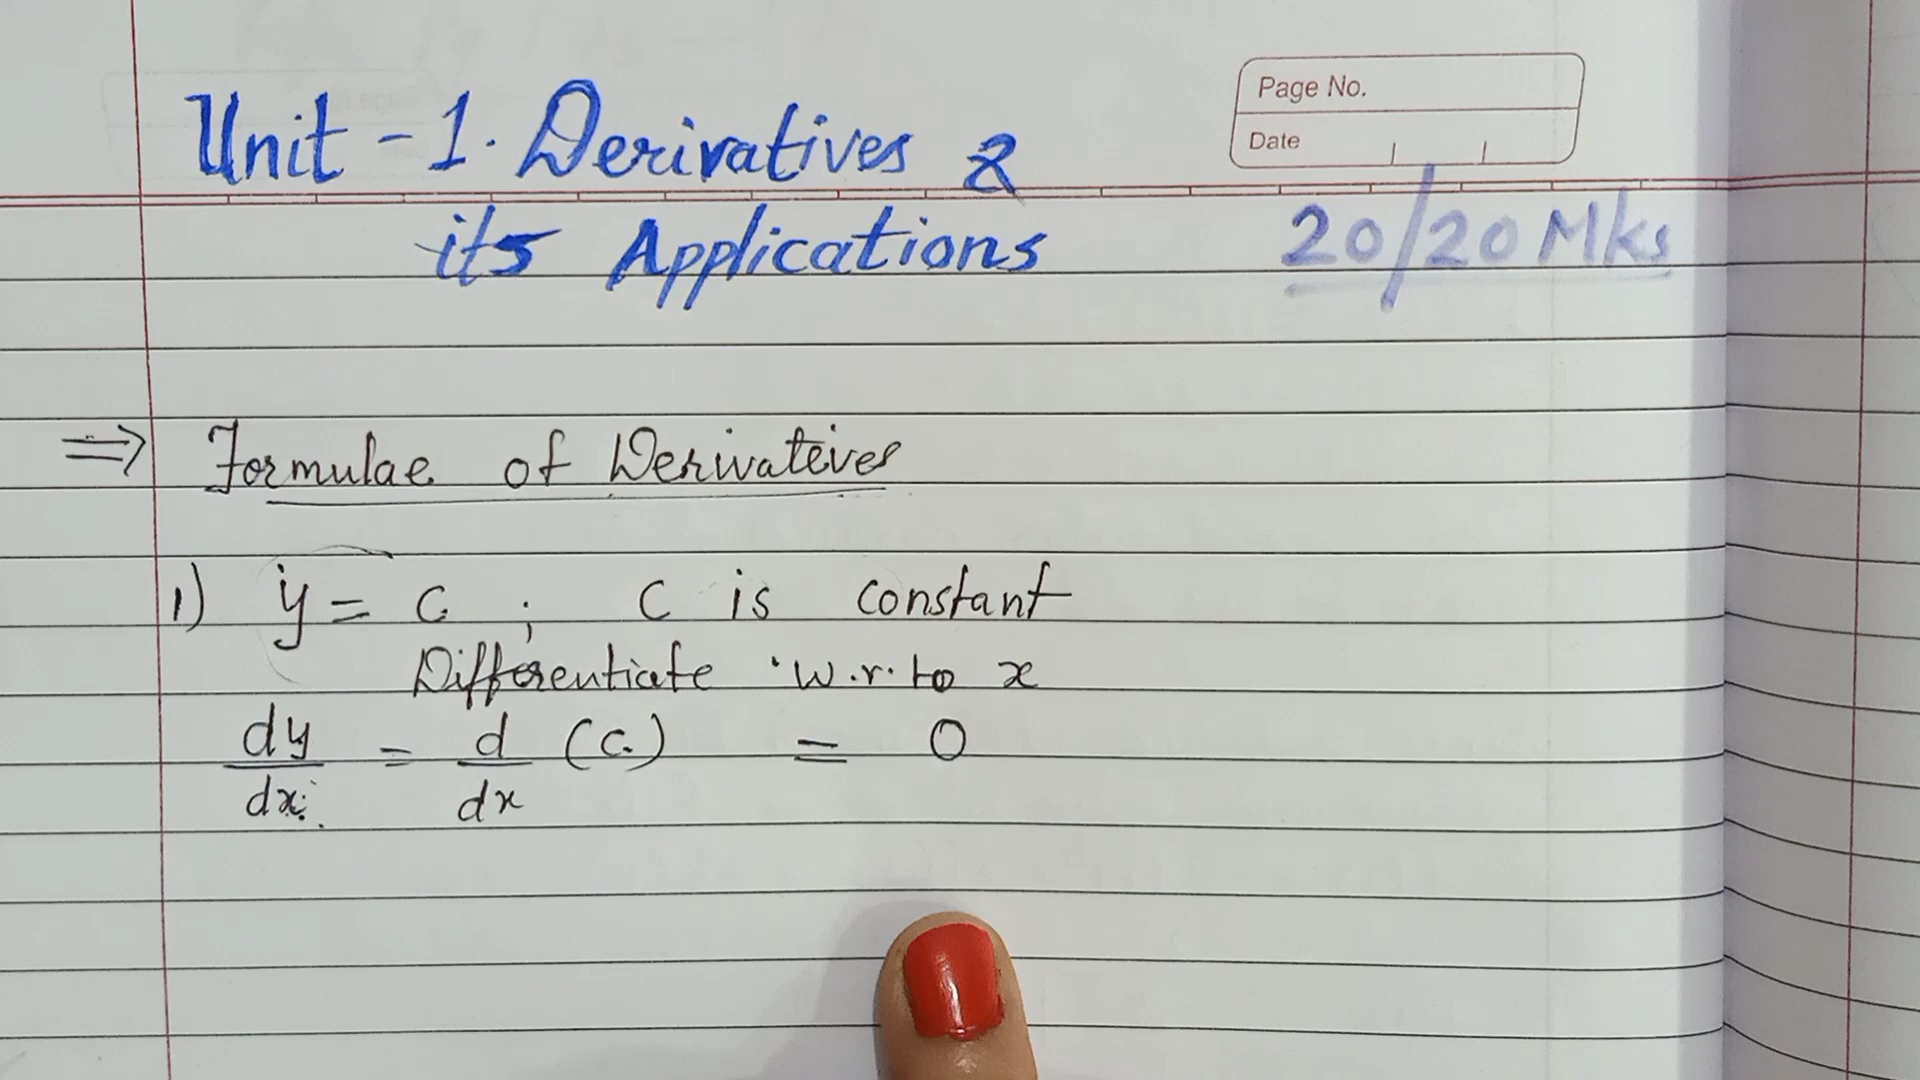 Page No.
Date
Unit - 1. Derivatives &
its Applications
20/20 Mks
⇒ Formulae of Derivatives
1) y = c ; c is constant
Differentiate w.r. to x
dy/dx = d/dx (c) = 0